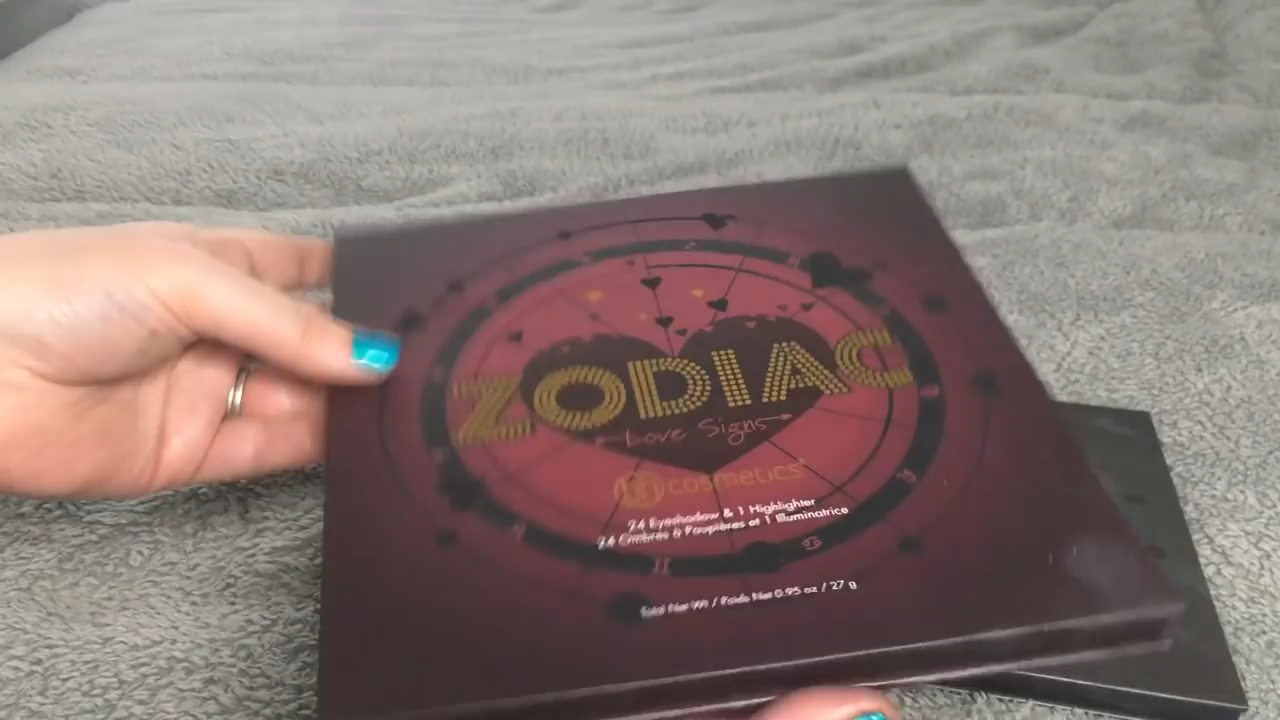 ZODIAC
Love Signs
bh cosmetics
24 Eyeshadow & 1 Highlighter
24 Ombres à Paupières et 1 Illuminatrice
Total Net Wt / Poids Net 0.95 oz / 27 g